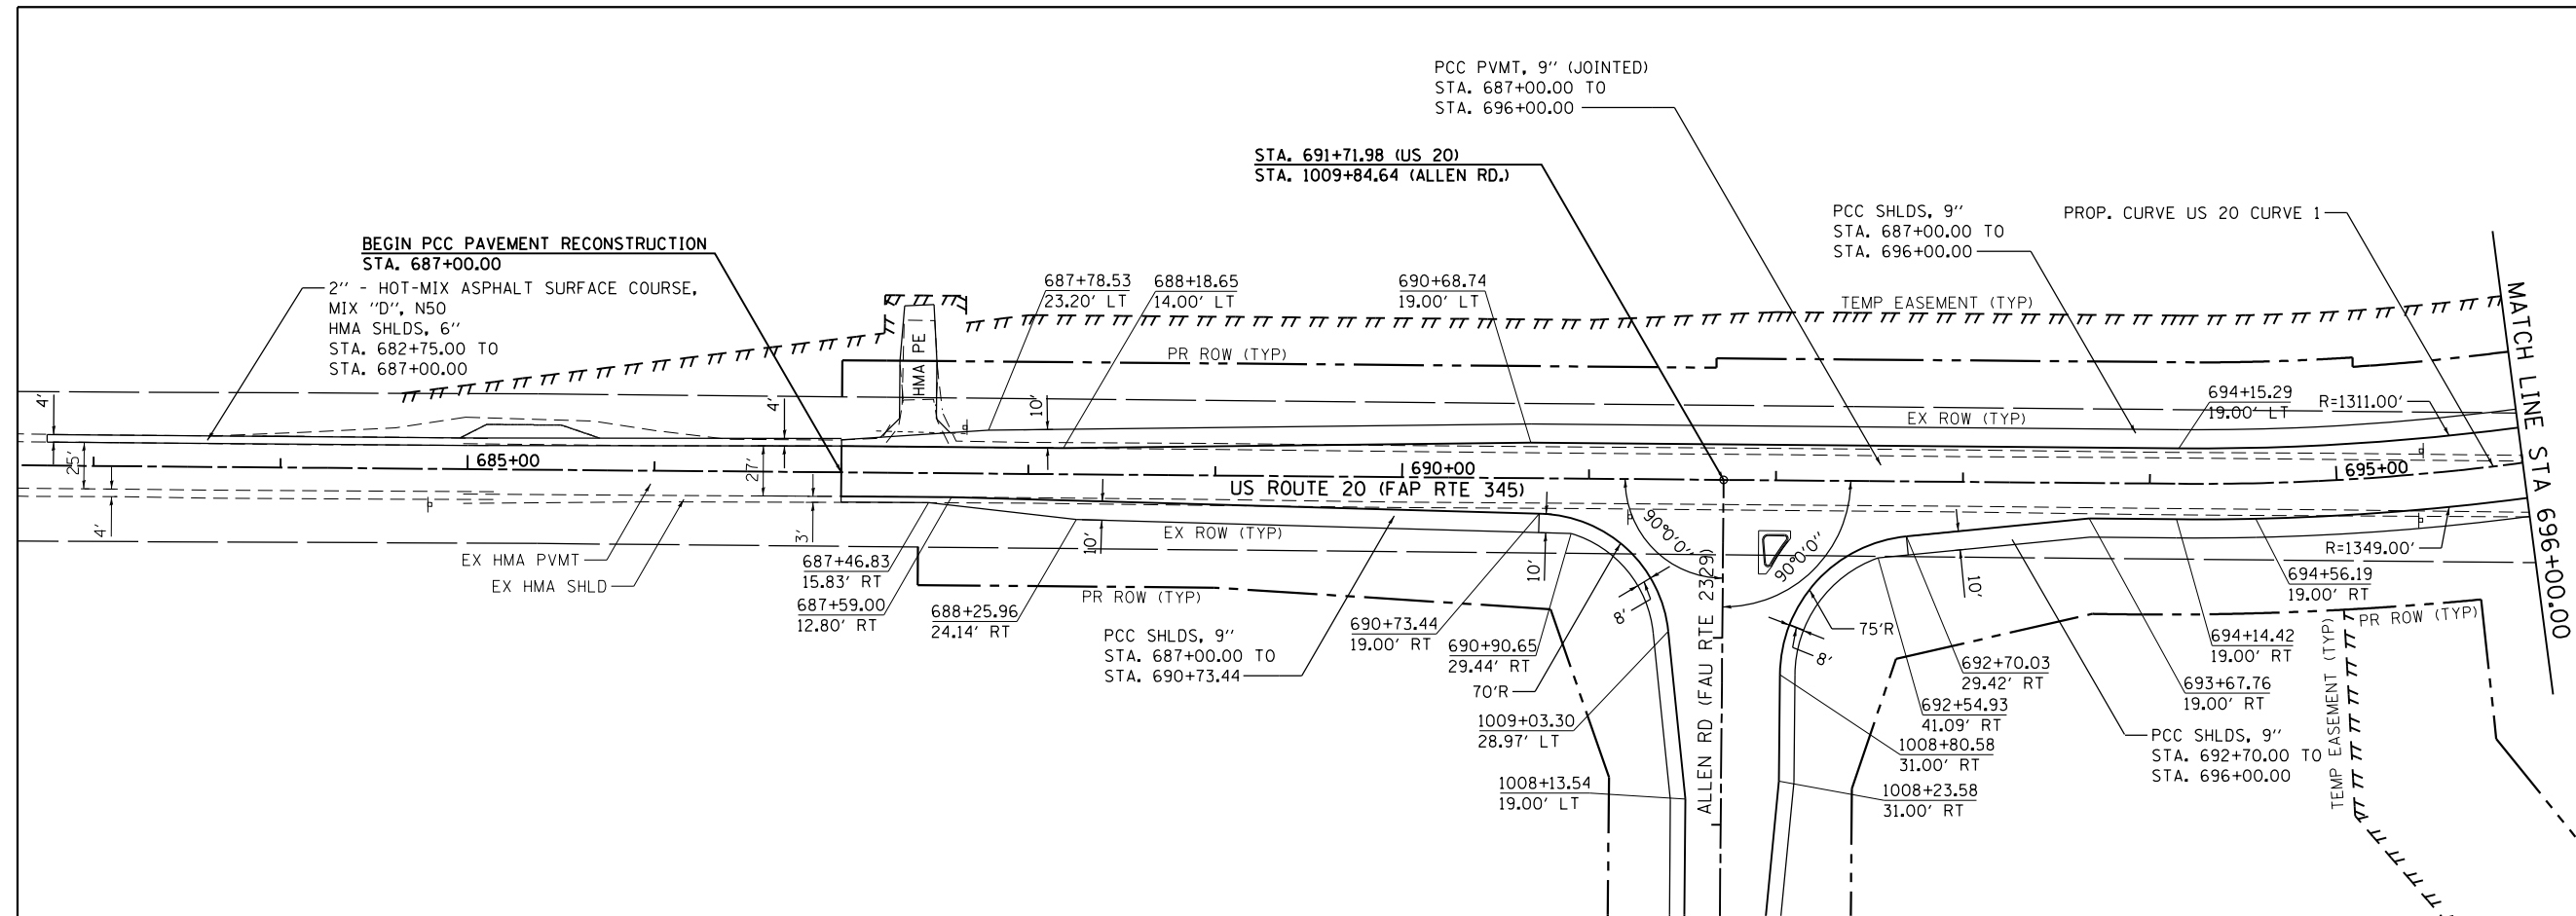 PCC PVMT, 9" (JOINTED)
STA. 687+00.00 TO
STA. 696+00.00
STA. 691+71.98 (US 20)
STA. 1009+84.64 (ALLEN RD.)
PCC SHLDS, 9"
STA. 687+00.00 TO
STA. 696+00.00
PROP. CURVE US 20 CURVE 1
BEGIN PCC PAVEMENT RECONSTRUCTION
STA. 687+00.00
2" - HOT-MIX ASPHALT SURFACE COURSE,
MIX "D", N50
HMA SHLDS, 6"
STA. 682+75.00 TO
STA. 687+00.00
687+78.53
23.20' LT
688+18.65
14.00' LT
690+68.74
19.00' LT
TEMP EASEMENT (TYP)
MATCH LINE STA 696+00.00
PR ROW (TYP)
HMA PE
694+15.29
19.00' LT
R=1311.00'
EX ROW (TYP)
4'
4'
10'
25'
27'
685+00
690+00
695+00
US ROUTE 20 (FAP RTE 345)
4'
3'
10'
EX ROW (TYP)
10'
90°0'0"
90°0'0"
10'
R=1349.00'
EX HMA PVMT
EX HMA SHLD
687+46.83
15.83' RT
687+59.00
12.80' RT
688+25.96
24.14' RT
PR ROW (TYP)
PCC SHLDS, 9"
STA. 687+00.00 TO
STA. 690+73.44
690+73.44
19.00' RT
690+90.65
29.44' RT
70'R
8'
ALLEN RD (FAU RTE 2329)
75'R
8'
694+56.19
19.00' RT
694+14.42
19.00' RT
693+67.76
19.00' RT
692+70.03
29.42' RT
692+54.93
41.09' RT
PR ROW (TYP)
TEMP EASEMENT (TYP)
1009+03.30
28.97' LT
1008+80.58
31.00' RT
PCC SHLDS, 9"
STA. 692+70.00 TO
STA. 696+00.00
1008+13.54
19.00' LT
1008+23.58
31.00' RT